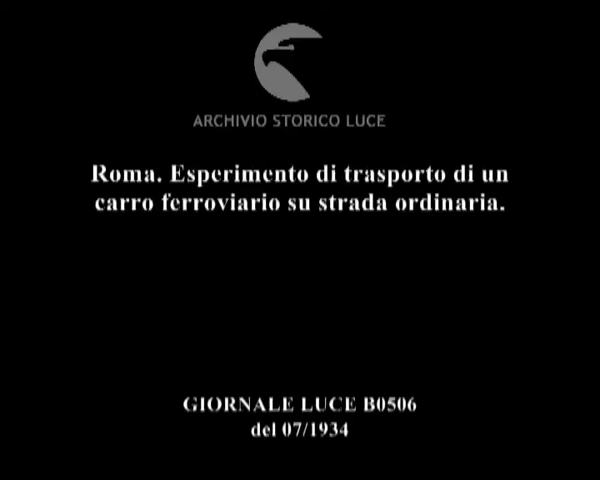 ARCHIVIO STORICO LUCE
Roma. Esperimento di trasporto di un
carro ferroviario su strada ordinaria.
GIORNALE LUCE B0506
del 07/1934